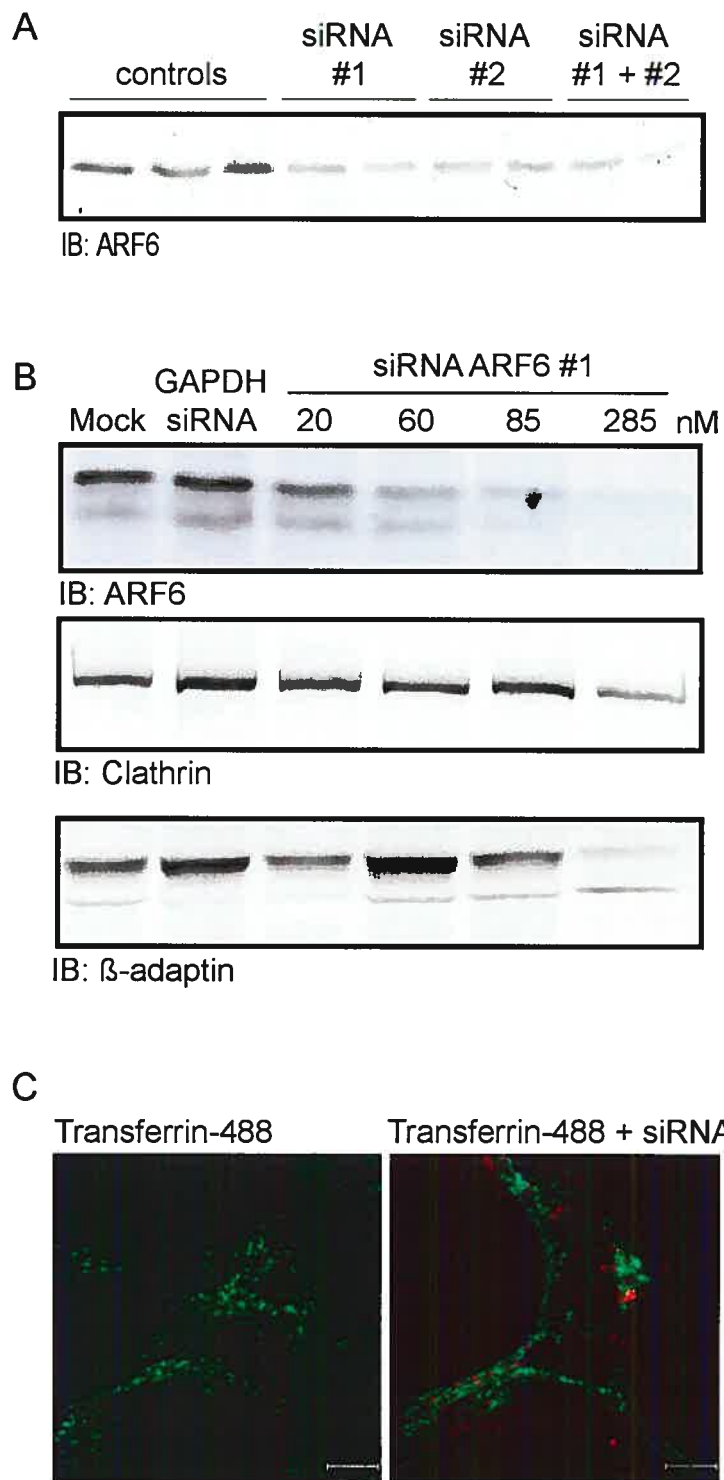 A
controls
siRNA #1
siRNA #2
siRNA #1 + #2
IB: ARF6
B
Mock
GAPDH siRNA
siRNA ARF6 #1
20 60 85 285 nM
IB: ARF6
IB: Clathrin
IB: ß-adaptin
C
Transferrin-488
Transferrin-488 + siRNA